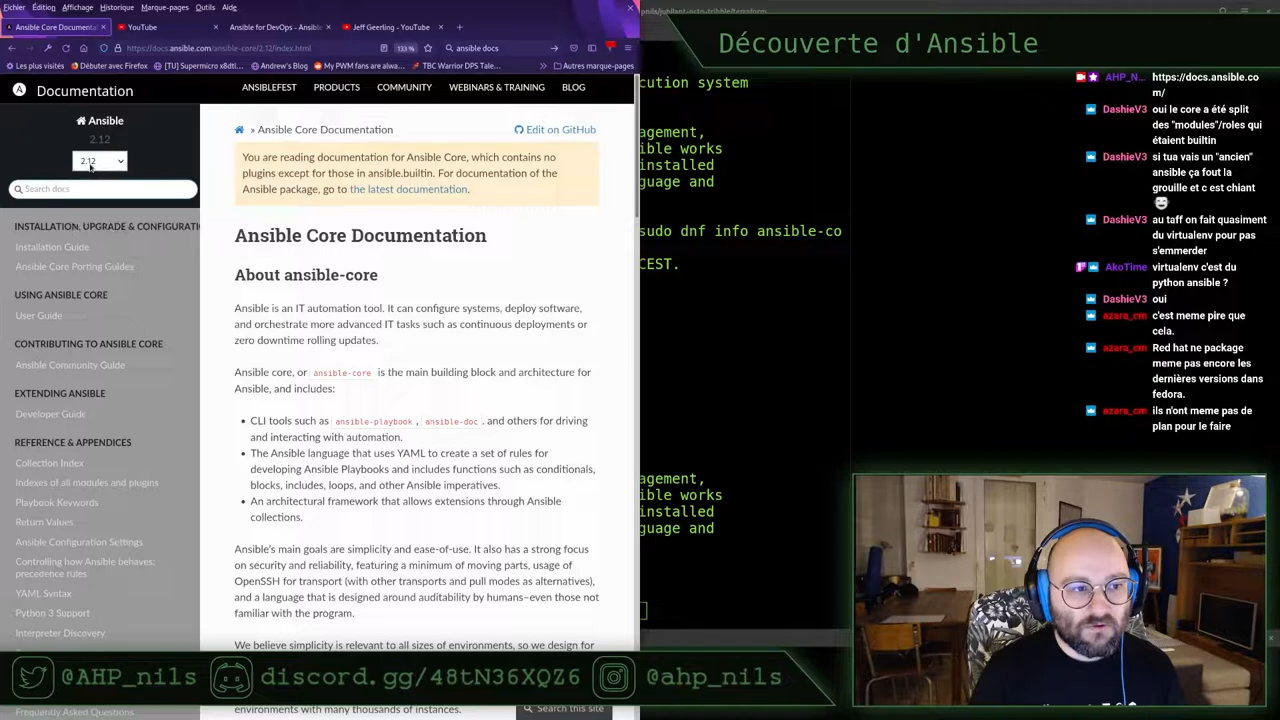 Fichier Édition Affichage Historique Marque-pages Outils Aide
Ansible Core Documentation
YouTube
Ansible for DevOps - Ansible
Jeff Geerling - YouTube
https://docs.ansible.com/ansible-core/2.12/index.html
133 %
ansible docs
Les plus visités
Débuter avec Firefox
[TU] Supermicro x8dtl...
Andrew's Blog
My PWM fans are always...
TBC Warrior DPS Tale...
Autres marque-pages
Documentation
ANSIBLEFEST PRODUCTS COMMUNITY WEBINARS & TRAINING BLOG
Ansible
2.12
2.12
Search docs
INSTALLATION, UPGRADE & CONFIGURATI
Installation Guide
Ansible Core Porting Guides
USING ANSIBLE CORE
User Guide
CONTRIBUTING TO ANSIBLE CORE
Ansible Community Guide
EXTENDING ANSIBLE
Developer Guide
REFERENCE & APPENDICES
Collection Index
Indexes of all modules and plugins
Playbook Keywords
Return Values
Ansible Configuration Settings
Controlling how Ansible behaves:
precedence rules
YAML Syntax
Python 3 Support
Interpreter Discovery
Frequently Asked Questions
» Ansible Core Documentation
Edit on GitHub
You are reading documentation for Ansible Core, which contains no
plugins except for those in ansible.builtin. For documentation of the
Ansible package, go to the latest documentation.
Ansible Core Documentation
About ansible-core
Ansible is an IT automation tool. It can configure systems, deploy software,
and orchestrate more advanced IT tasks such as continuous deployments or
zero downtime rolling updates.
Ansible core, or ansible-core is the main building block and architecture for
Ansible, and includes:
• CLI tools such as ansible-playbook, ansible-doc. and others for driving
and interacting with automation.
• The Ansible language that uses YAML to create a set of rules for
developing Ansible Playbooks and includes functions such as conditionals,
blocks, includes, loops, and other Ansible imperatives.
• An architectural framework that allows extensions through Ansible
collections.
Ansible's main goals are simplicity and ease-of-use. It also has a strong focus
on security and reliability, featuring a minimum of moving parts, usage of
OpenSSH for transport (with other transports and pull modes as alternatives),
and a language that is designed around auditability by humans–even those not
familiar with the program.
We believe simplicity is relevant to all sizes of environments, so we design for
environments with many thousands of instances.
Search this site
cution system
agement,
ible works
installed
guage and
sudo dnf info ansible-co
CEST.
agement,
ible works
installed
guage and
Découverte d'Ansible
AHP_N... https://docs.ansible.co
m/
DashieV3 oui le core a été split
des "modules"/roles qui
étaient builtin
DashieV3 si tua vais un "ancien"
ansible ça fout la
grouille et c est chiant
DashieV3 au taff on fait quasiment
du virtualenv pour pas
s'emmerder
AkoTime virtualenv c'est du
python ansible ?
DashieV3 oui
azara_cm c'est meme pire que
cela.
azara_cm Red hat ne package
meme pas encore les
dernières versions dans
fedora.
azara_cm ils n'ont meme pas de
plan pour le faire
@AHP_nils
discord.gg/48tN36XQZ6
@ahp_nils